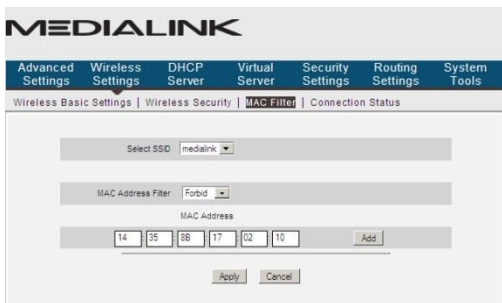 MEDIALINK
Advanced Settings Wireless Settings DHCP Server Virtual Server Security Settings Routing Settings System Tools
Wireless Basic Settings | Wireless Security | MAC Filter | Connection Status
Select SSID medialink
MAC Address Filter Forbid
MAC Address
14 : 35 : 8B : 17 : 02 : 10 Add
Apply Cancel